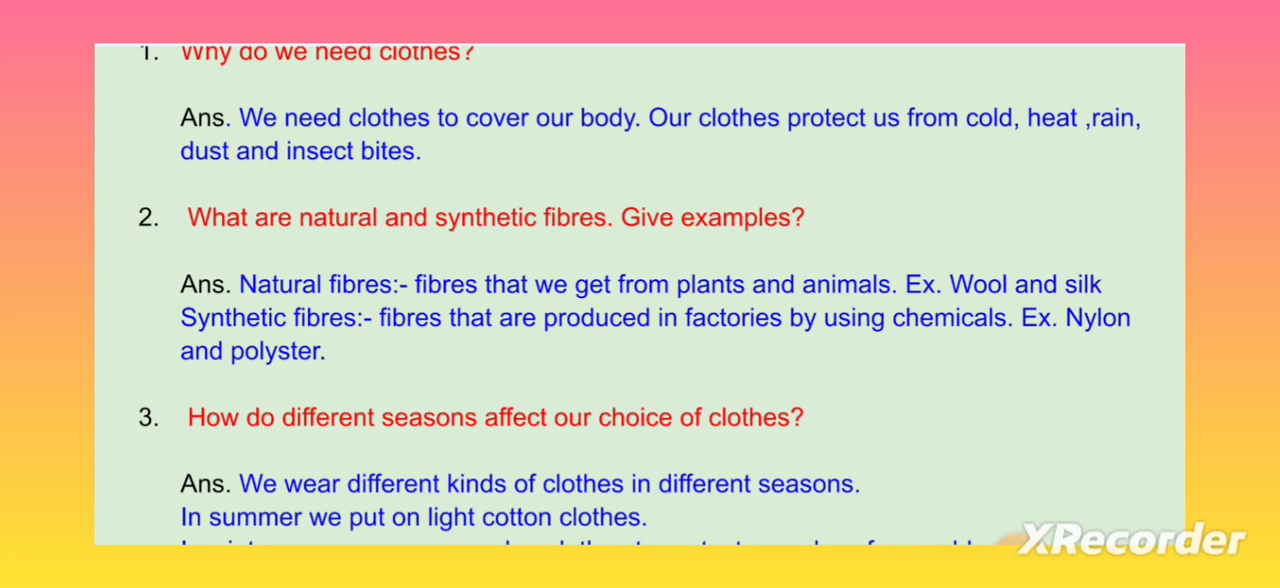 1. Why do we need clothes?
Ans. We need clothes to cover our body. Our clothes protect us from cold, heat ,rain,
dust and insect bites.
2. What are natural and synthetic fibres. Give examples?
Ans. Natural fibres:- fibres that we get from plants and animals. Ex. Wool and silk
Synthetic fibres:- fibres that are produced in factories by using chemicals. Ex. Nylon
and polyster.
3. How do different seasons affect our choice of clothes?
Ans. We wear different kinds of clothes in different seasons.
In summer we put on light cotton clothes.
XRecorder